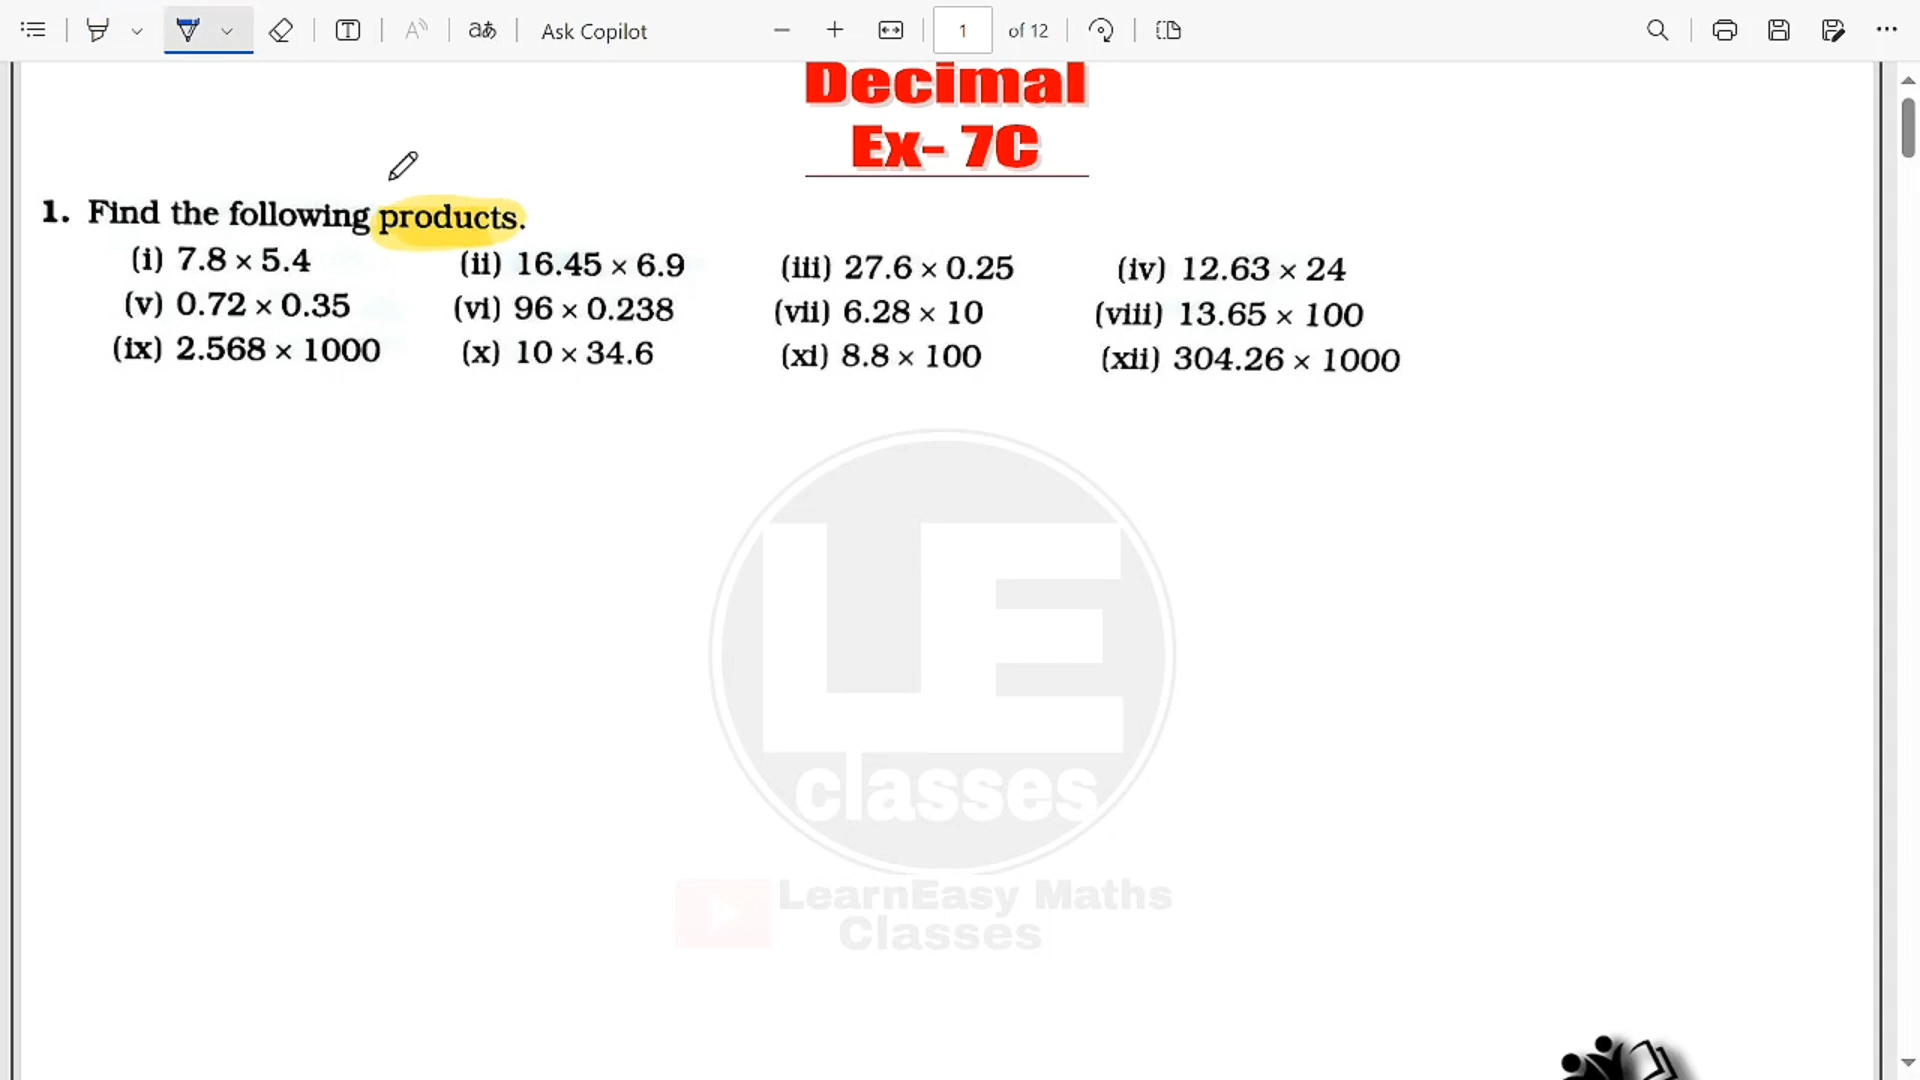 Ask Copilot 1 of 12
Decimal
Ex- 7C
1. Find the following products.
(i) 7.8 × 5.4 (ii) 16.45 × 6.9 (iii) 27.6 × 0.25 (iv) 12.63 × 24
(v) 0.72 × 0.35 (vi) 96 × 0.238 (vii) 6.28 × 10 (viii) 13.65 × 100
(ix) 2.568 × 1000 (x) 10 × 34.6 (xi) 8.8 × 100 (xii) 304.26 × 1000
LE
classes
LearnEasy Maths
Classes